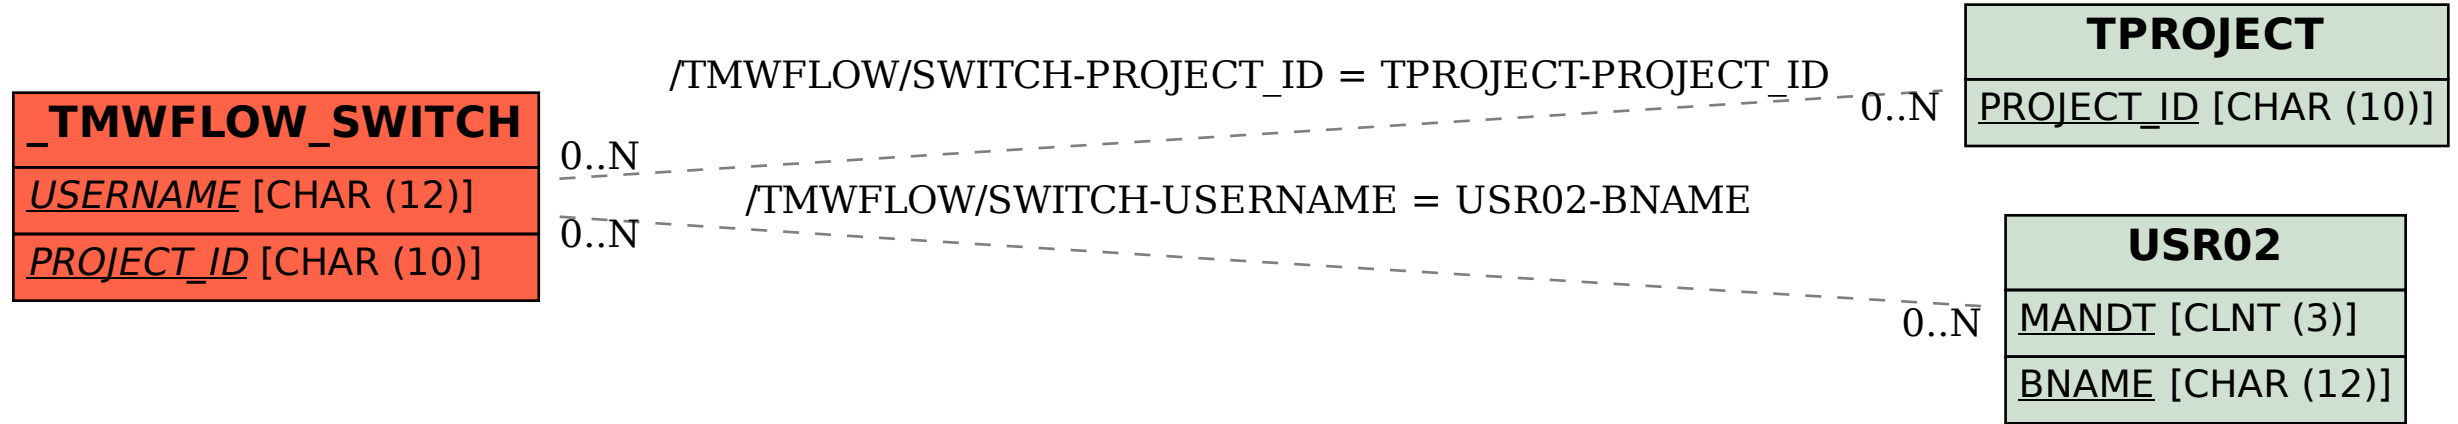 _TMWFLOW_SWITCH
USERNAME [CHAR (12)]
PROJECT_ID [CHAR (10)]
/TMWFLOW/SWITCH-PROJECT_ID = TPROJECT-PROJECT_ID
0..N
0..N
/TMWFLOW/SWITCH-USERNAME = USR02-BNAME
0..N
0..N
TPROJECT
PROJECT_ID [CHAR (10)]
USR02
MANDT [CLNT (3)]
BNAME [CHAR (12)]